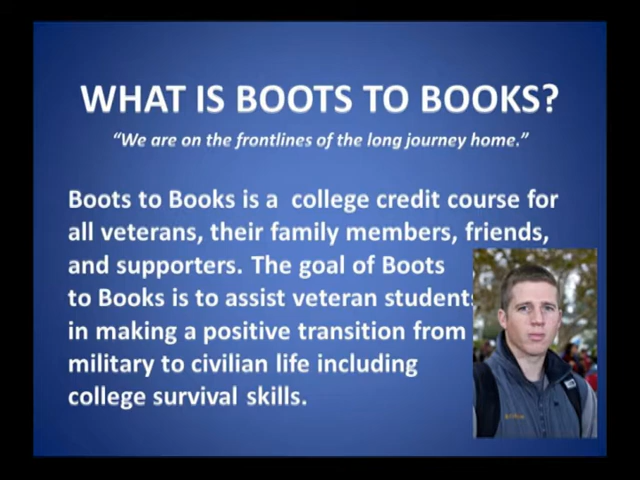 WHAT IS BOOTS TO BOOKS?
“We are on the frontlines of the long journey home.”
Boots to Books is a college credit course for
all veterans, their family members, friends,
and supporters. The goal of Boots
to Books is to assist veteran students
in making a positive transition from
military to civilian life including
college survival skills.